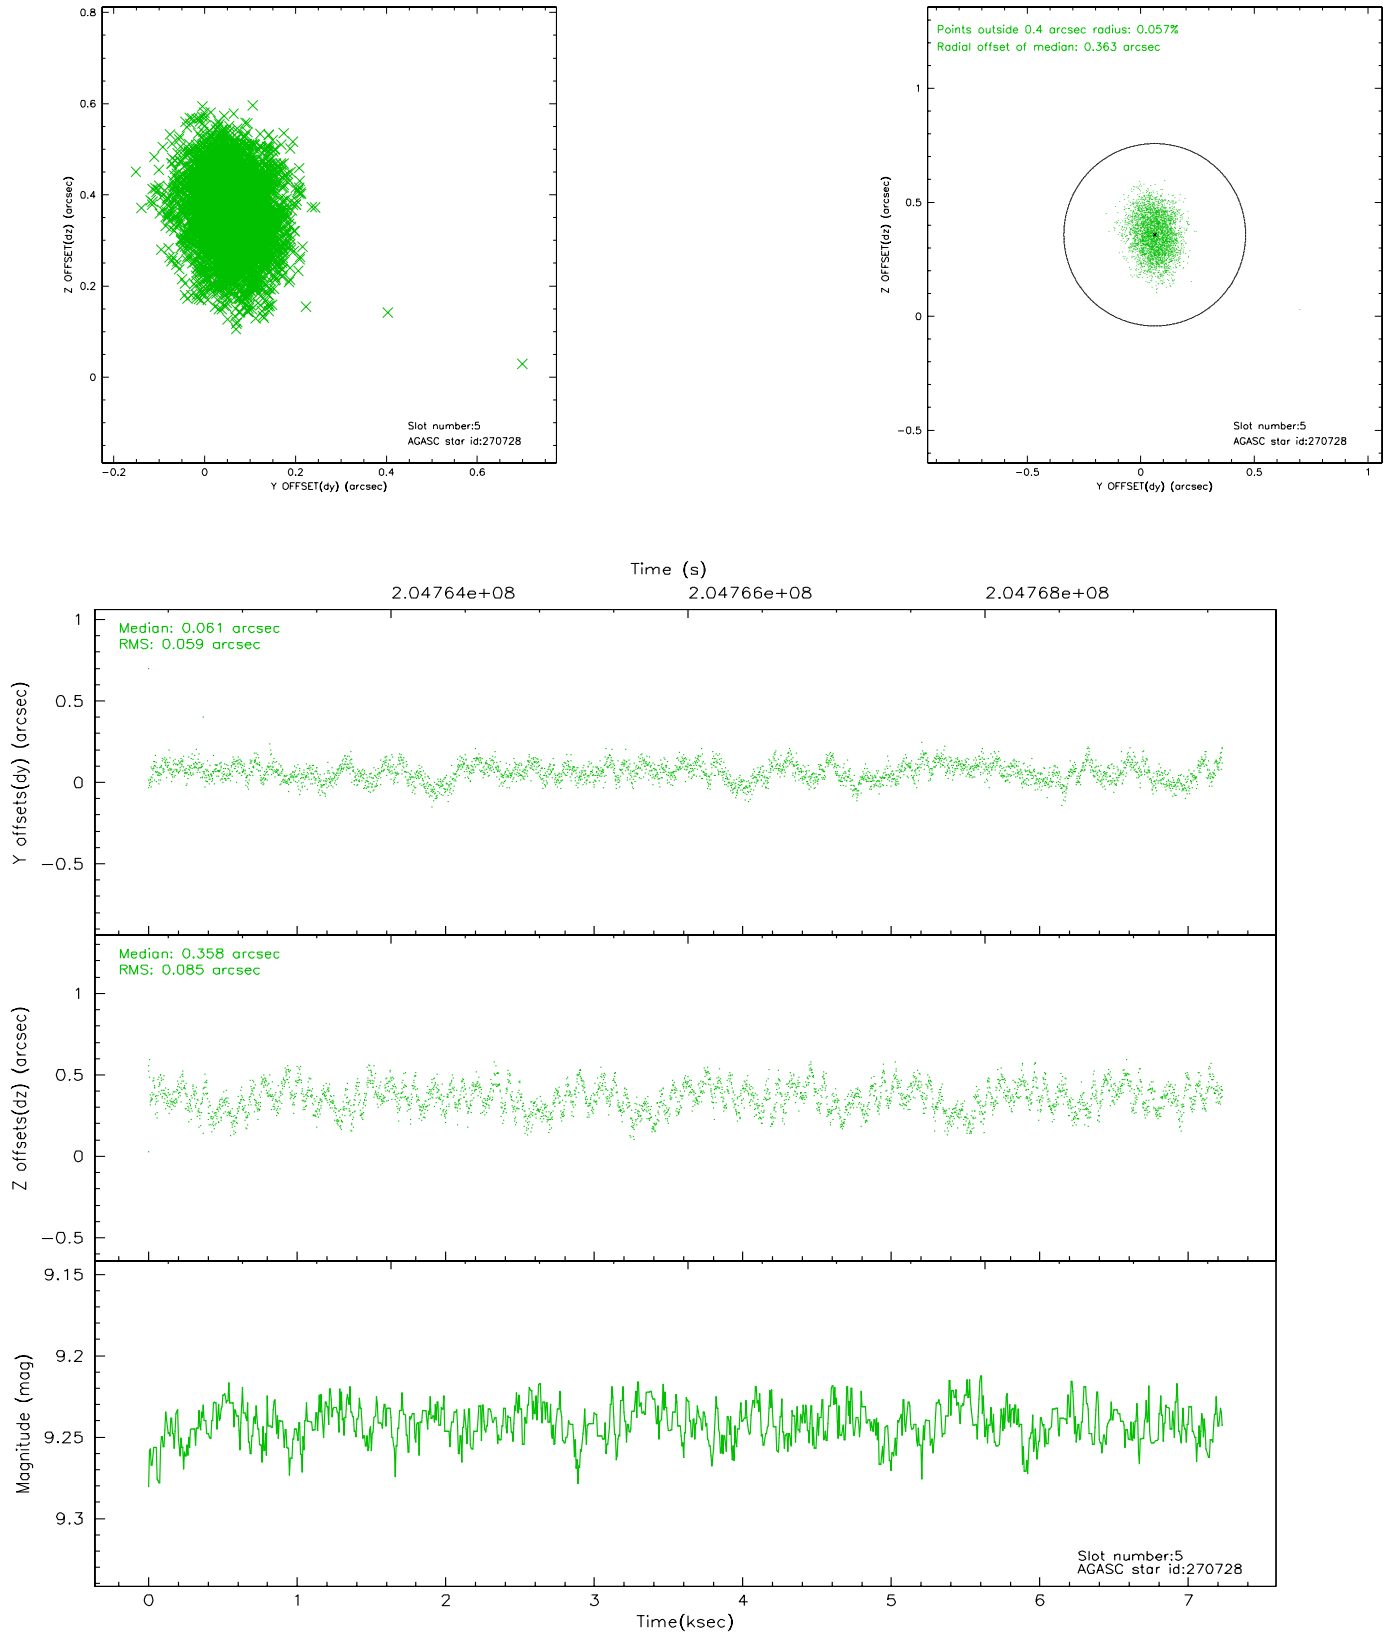 0.8
0.6
0.4
0.2
0
Z OFFSET(dz) (arcsec)
Slot number:5
AGASC star id:270728
−0.2 0 0.2 0.4 0.6
Y OFFSET(dy) (arcsec)
Points outside 0.4 arcsec radius: 0.057%
Radial offset of median: 0.363 arcsec
1
0.5
0
−0.5
Z OFFSET(dz) (arcsec)
Slot number:5
AGASC star id:270728
−0.5 0 0.5 1
Y OFFSET(dy) (arcsec)
Time (s)
2.04764e+08 2.04766e+08 2.04768e+08
Median: 0.061 arcsec
RMS: 0.059 arcsec
1
0.5
0
−0.5
Y offsets(dy) (arcsec)
Median: 0.358 arcsec
RMS: 0.085 arcsec
1
0.5
0
−0.5
Z offsets(dz) (arcsec)
9.15
9.2
9.25
9.3
Magnitude (mag)
Slot number:5
AGASC star id:270728
0 1 2 3 4 5 6 7
Time(ksec)